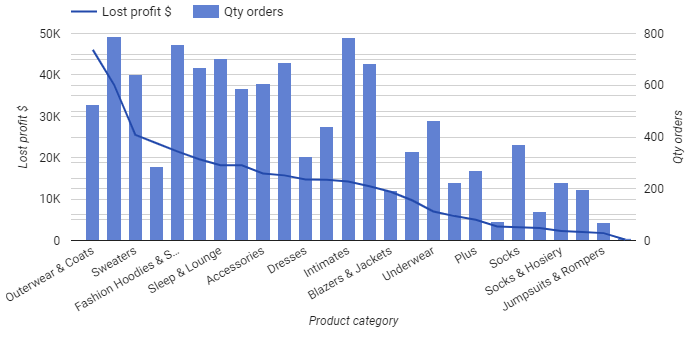 Lost profit $ Qty orders
50K 800
40K 600
30K 400
20K
10K 200
0 0
Lost profit $
Qty orders
Outerwear & Coats
Sweaters
Fashion Hoodies & S...
Sleep & Lounge
Accessories
Dresses
Intimates
Blazers & Jackets
Underwear
Plus
Socks
Socks & Hosiery
Jumpsuits & Rompers
Product category